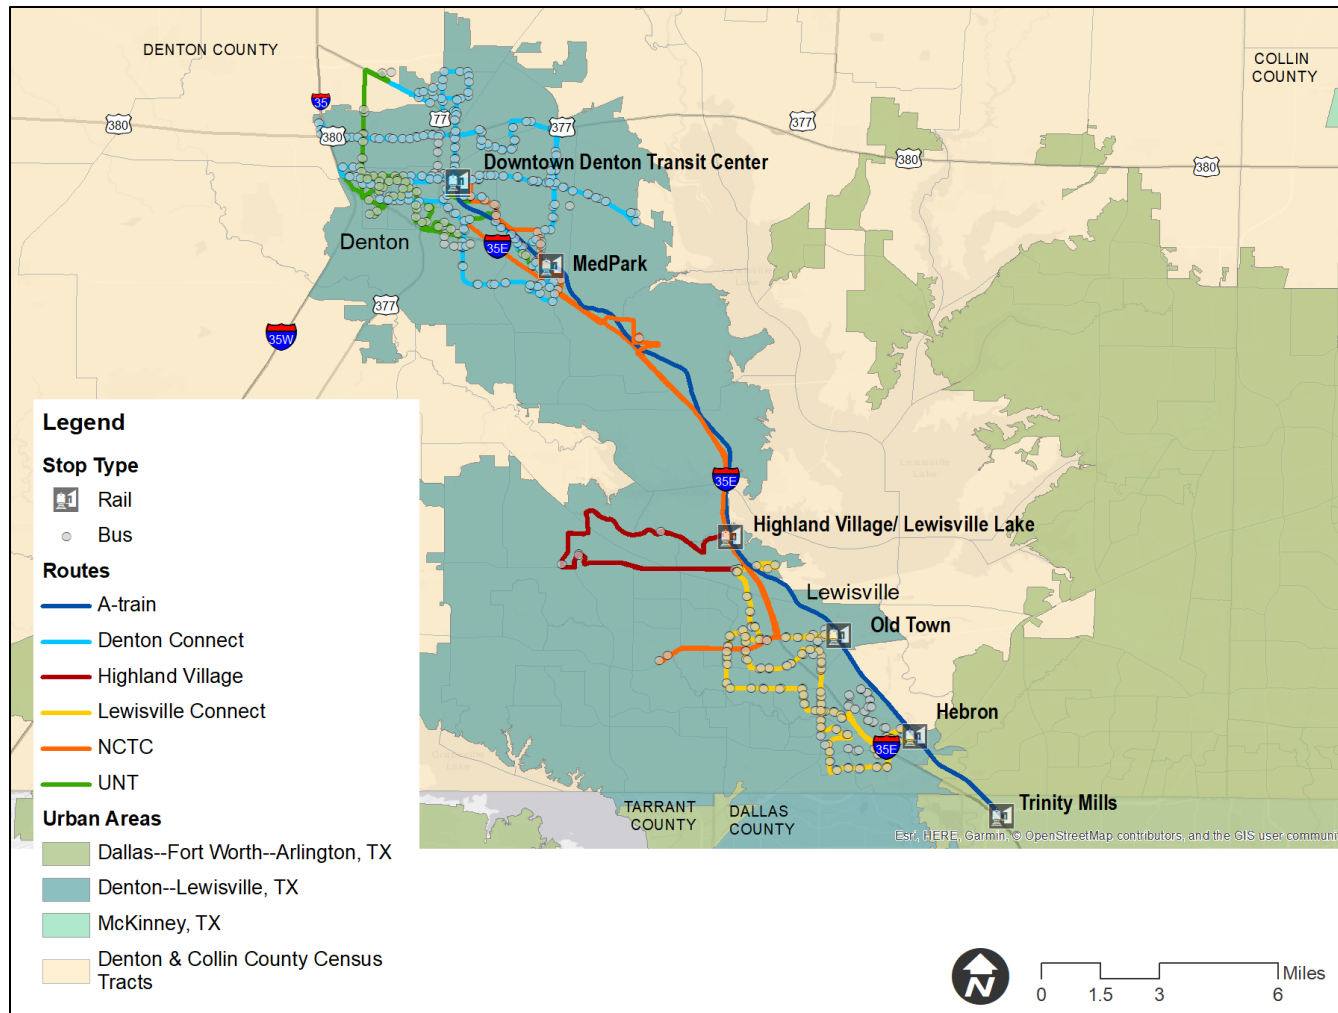 DENTON COUNTY
COLLIN
COUNTY
35
380
77
380
377
377
380
380
Downtown Denton Transit Center
Denton
35E
MedPark
377
35W
35E
Highland Village/ Lewisville Lake
Lewisville
Old Town
Hebron
35E
Trinity Mills
TARRANT
COUNTY
DALLAS
COUNTY
Esri, HERE, Garmin, © OpenStreetMap contributors, and the GIS user communi
Legend
Stop Type
Rail
Bus
Routes
A-train
Denton Connect
Highland Village
Lewisville Connect
NCTC
UNT
Urban Areas
Dallas--Fort Worth--Arlington, TX
Denton--Lewisville, TX
McKinney, TX
Denton & Collin County Census
Tracts
N
Miles
0 1.5 3 6